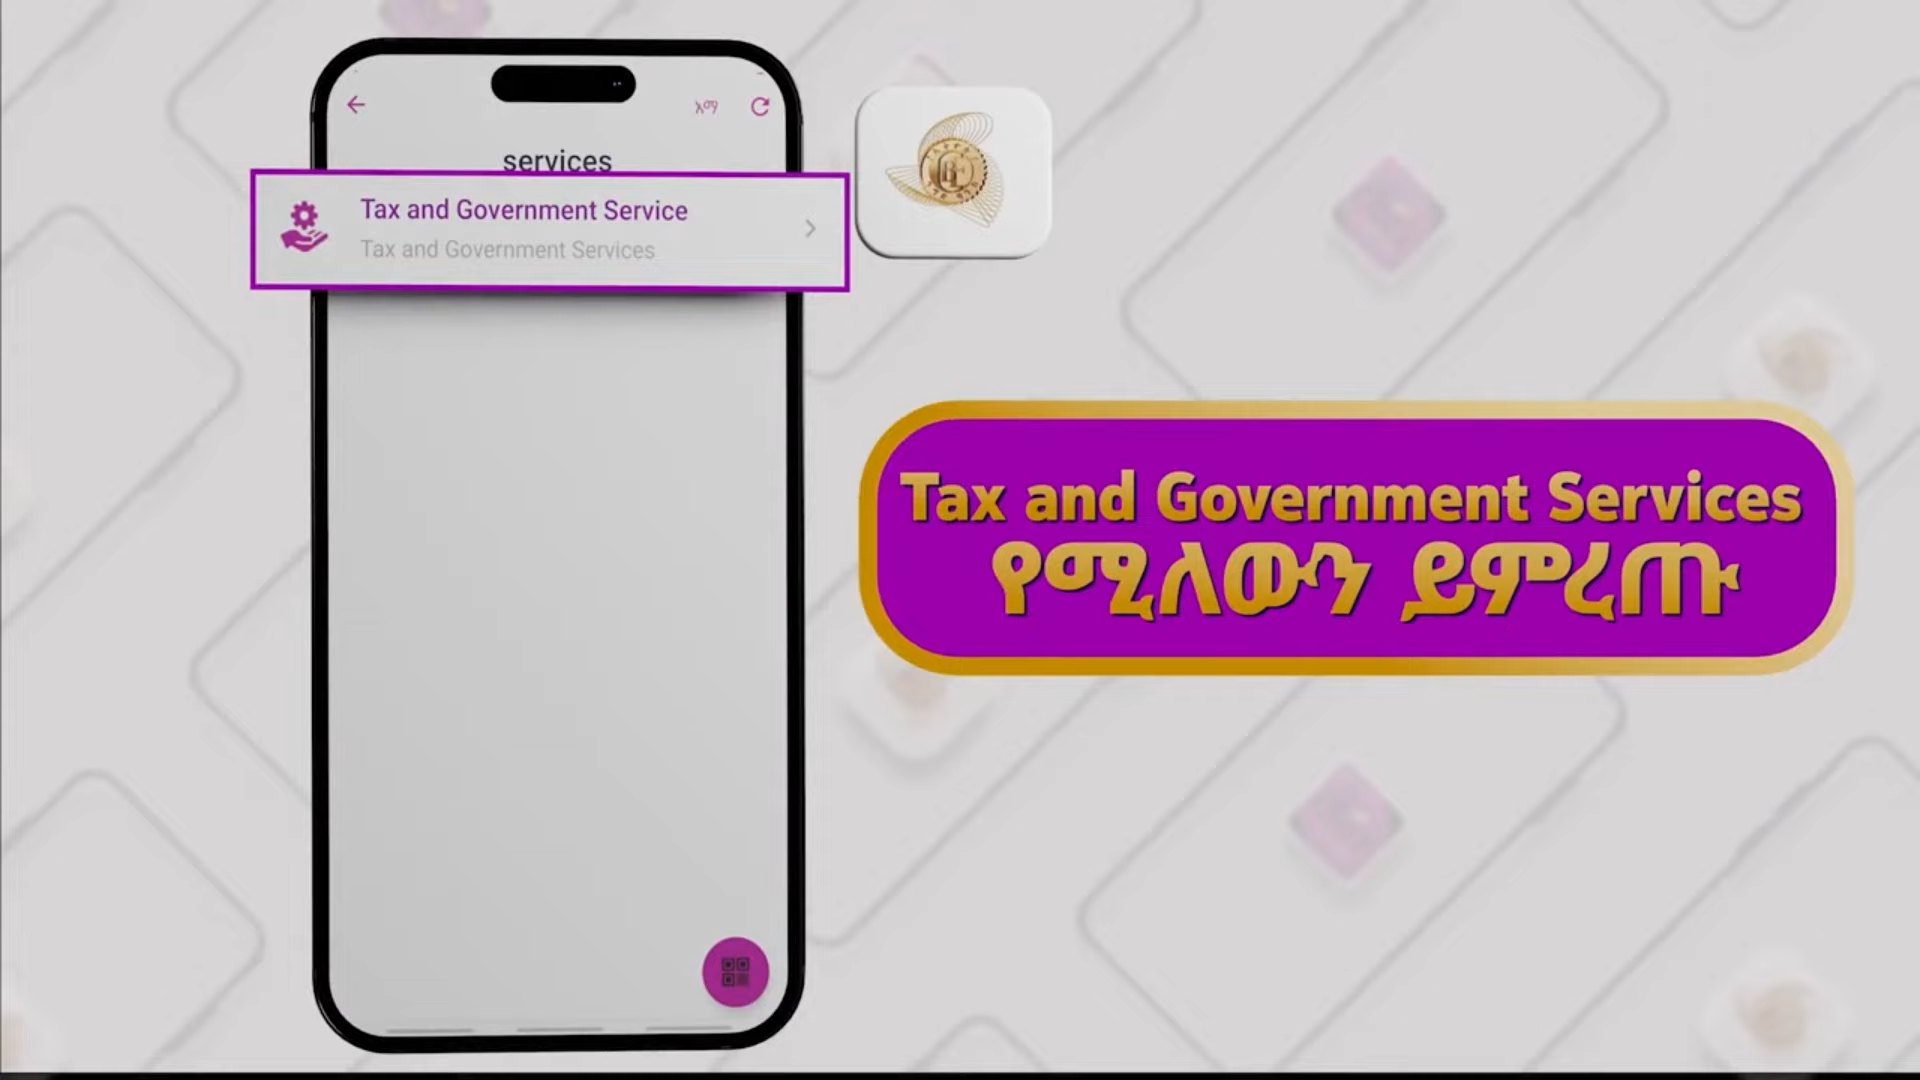 አማ
services
Tax and Government Service
Tax and Government Services
Tax and Government Services
የሚለውን ይምረጡ